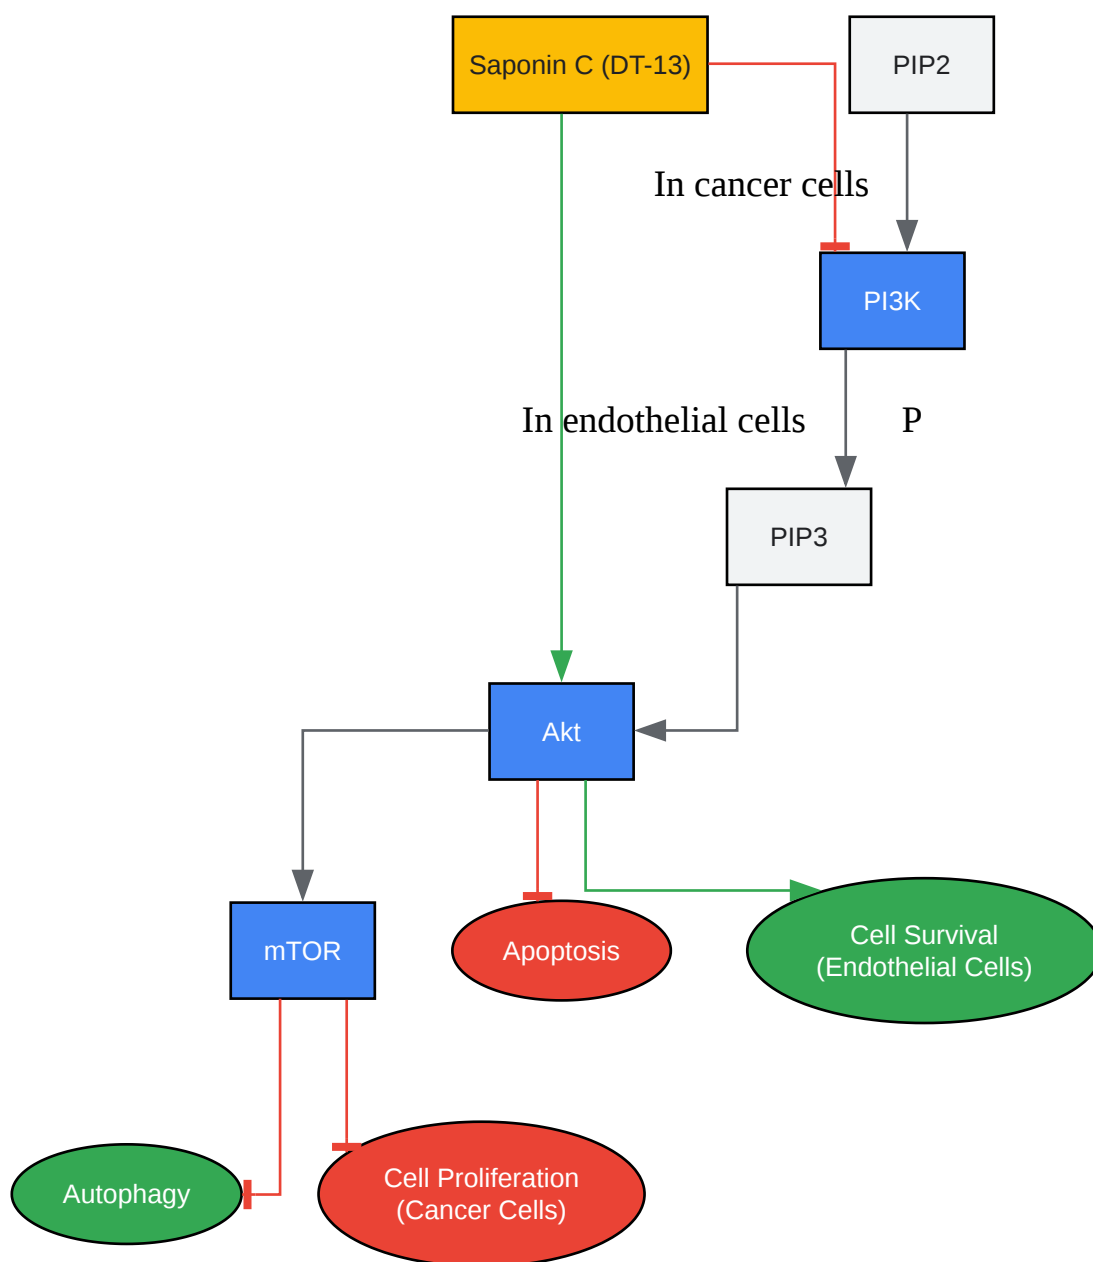 Saponin C (DT-13)
PIP2
In cancer cells
PI3K
In endothelial cells
P
PIP3
Akt
mTOR
Apoptosis
Cell Survival
(Endothelial Cells)
Autophagy
Cell Proliferation
(Cancer Cells)